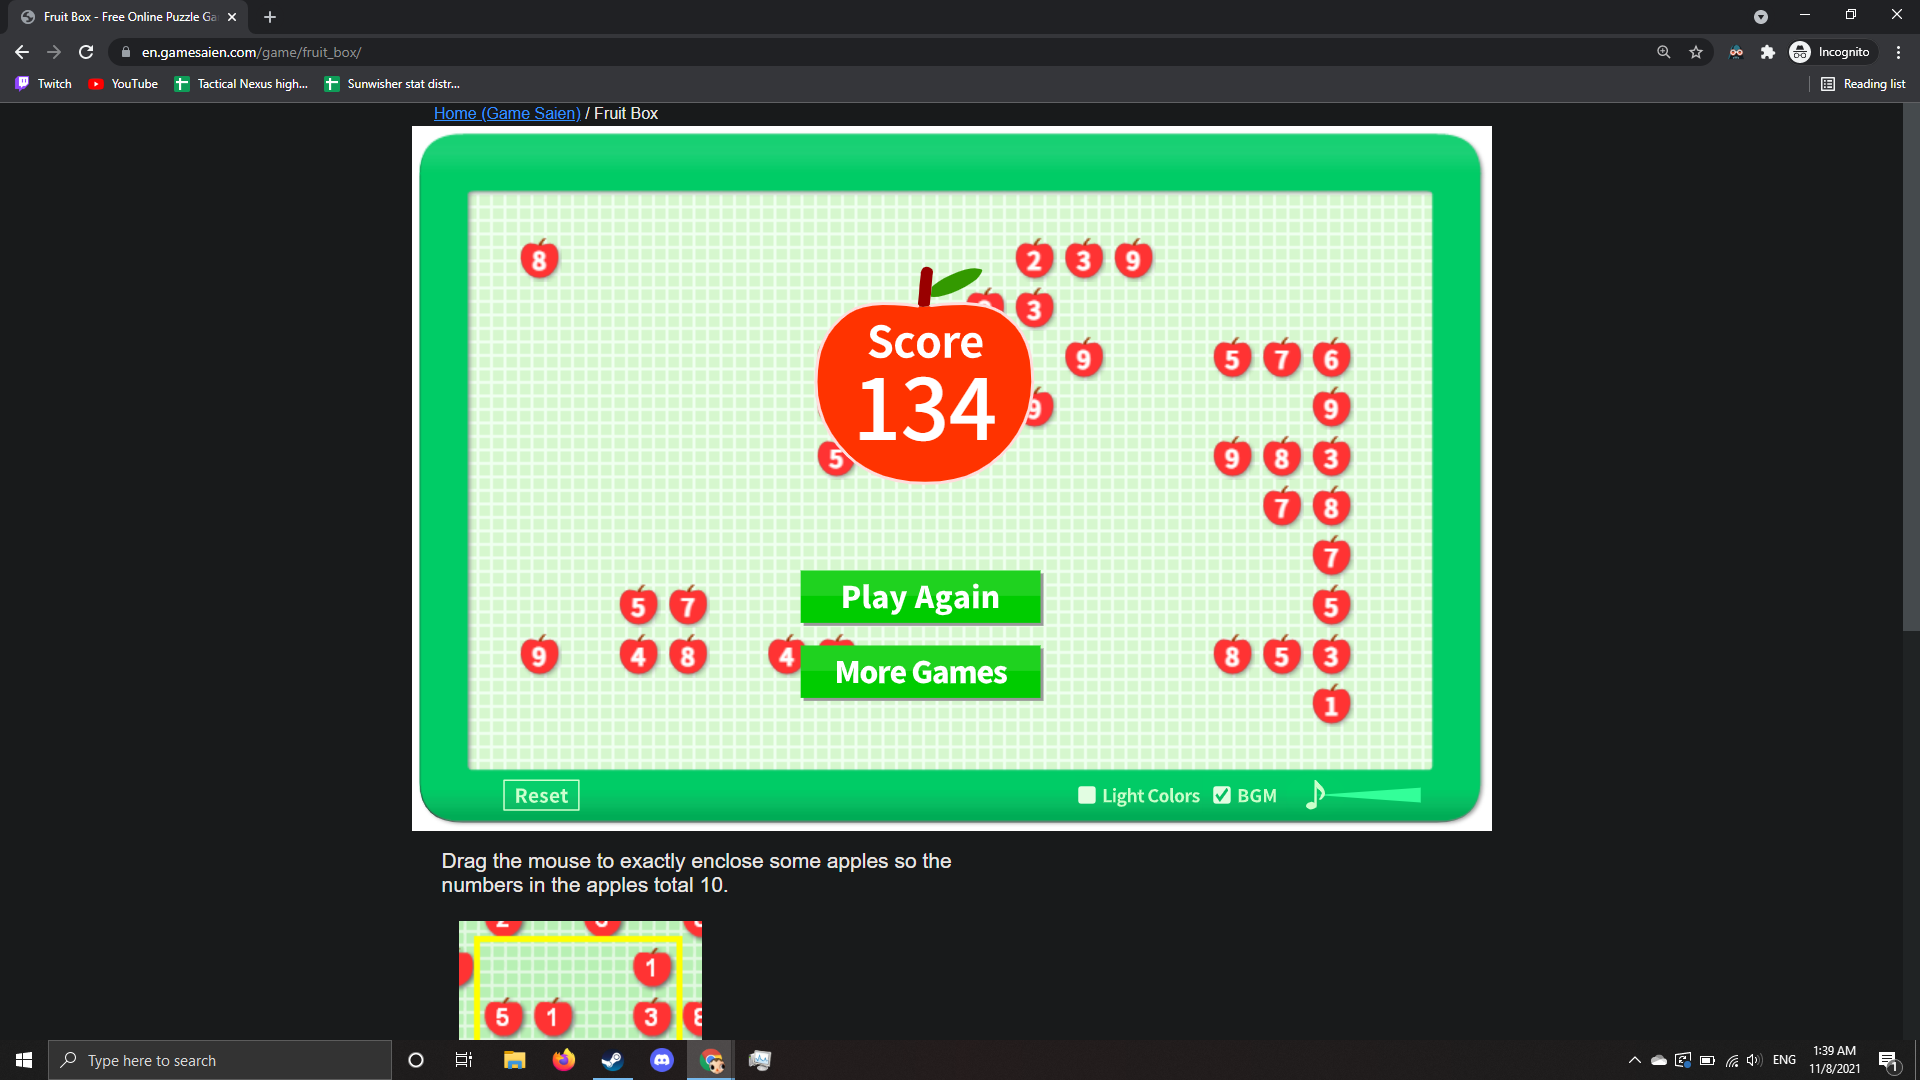 Fruit Box - Free Online Puzzle Ga
en.gamesaien.com/game/fruit_box/
Incognito
Twitch
YouTube
Tactical Nexus high...
Sunwisher stat distr...
Reading list
Home (Game Saien) / Fruit Box
8
2 3 9
3
9 5 7 6
9 9
5 9 8 3
7 8
7
5 7 5
9 4 8 4 8 5 3
1
Score
134
Play Again
More Games
Reset
Light Colors
BGM
Drag the mouse to exactly enclose some apples so the
numbers in the apples total 10.
1
5 1 3
Type here to search
ENG
1:39 AM
11/8/2021
1